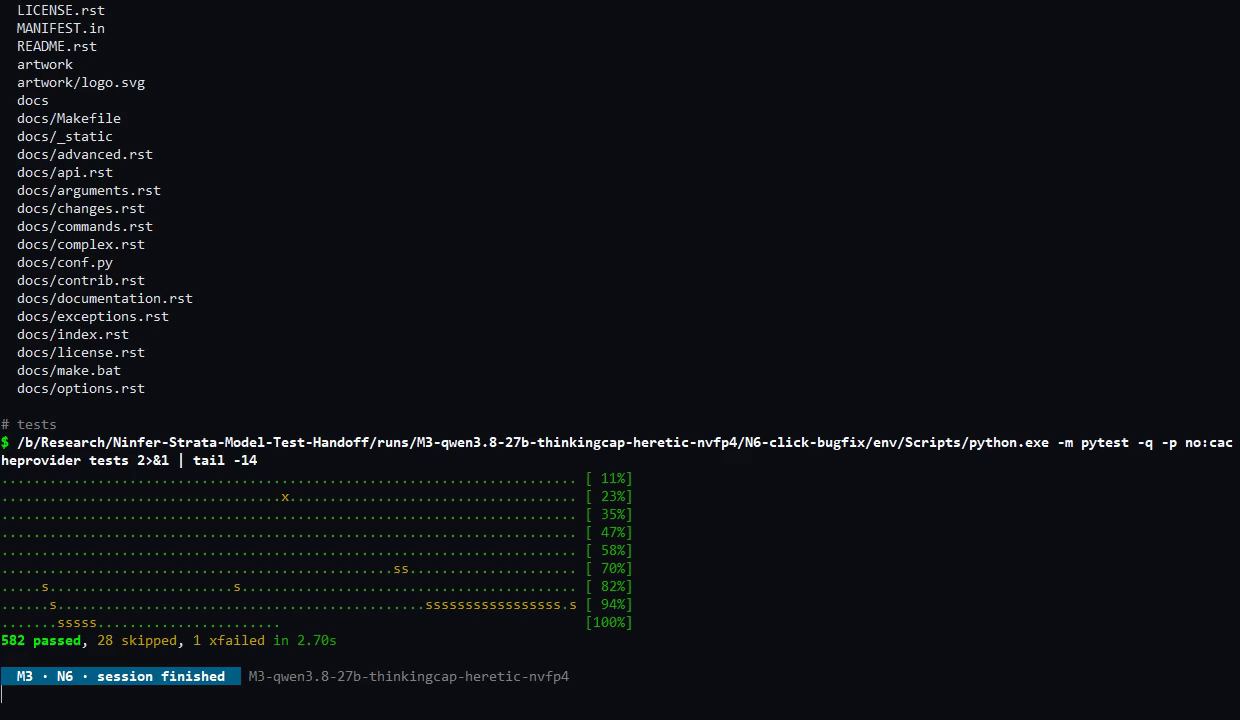 LICENSE.rst
MANIFEST.in
README.rst
artwork
artwork/logo.svg
docs
docs/Makefile
docs/_static
docs/advanced.rst
docs/api.rst
docs/arguments.rst
docs/changes.rst
docs/commands.rst
docs/complex.rst
docs/conf.py
docs/contrib.rst
docs/documentation.rst
docs/exceptions.rst
docs/index.rst
docs/license.rst
docs/make.bat
docs/options.rst
# tests
$ /b/Research/Ninfer-Strata-Model-Test-Handoff/runs/M3-qwen3.8-27b-thinkingcap-heretic-nvfp4/N6-click-bugfix/env/Scripts/python.exe -m pytest -q -p no:cac
heprovider tests 2>&1 | tail -14
........................................................................ [ 11%]
...................................x.................................... [ 23%]
........................................................................ [ 35%]
........................................................................ [ 47%]
........................................................................ [ 58%]
.................................................ss..................... [ 70%]
.....s.......................s.......................................... [ 82%]
......s..............................................sssssssssssssssss.s [ 94%]
.......sssss.......................                                      [100%]
582 passed, 28 skipped, 1 xfailed in 2.70s
M3 · N6 · session finished M3-qwen3.8-27b-thinkingcap-heretic-nvfp4